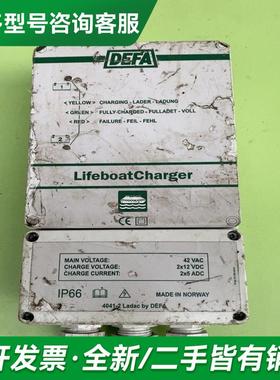 型号咨询客服
DEFA
<YELLOW> CHARGING - LADER - LADUNG
<GREEN> FULLY CHARGED - FULLADET - VOLL
<RED> FAILURE - FEIL - FEHL
LifeboatCharger
CE
MAIN VOLTAGE: 42 VAC
CHARGE VOLTAGE: 2x12 VDC
CHARGE CURRENT: 2x5 ADC
IP66 MADE IN NORWAY
4041-2 Ladac by DEFA
开发票·全新/二手皆有